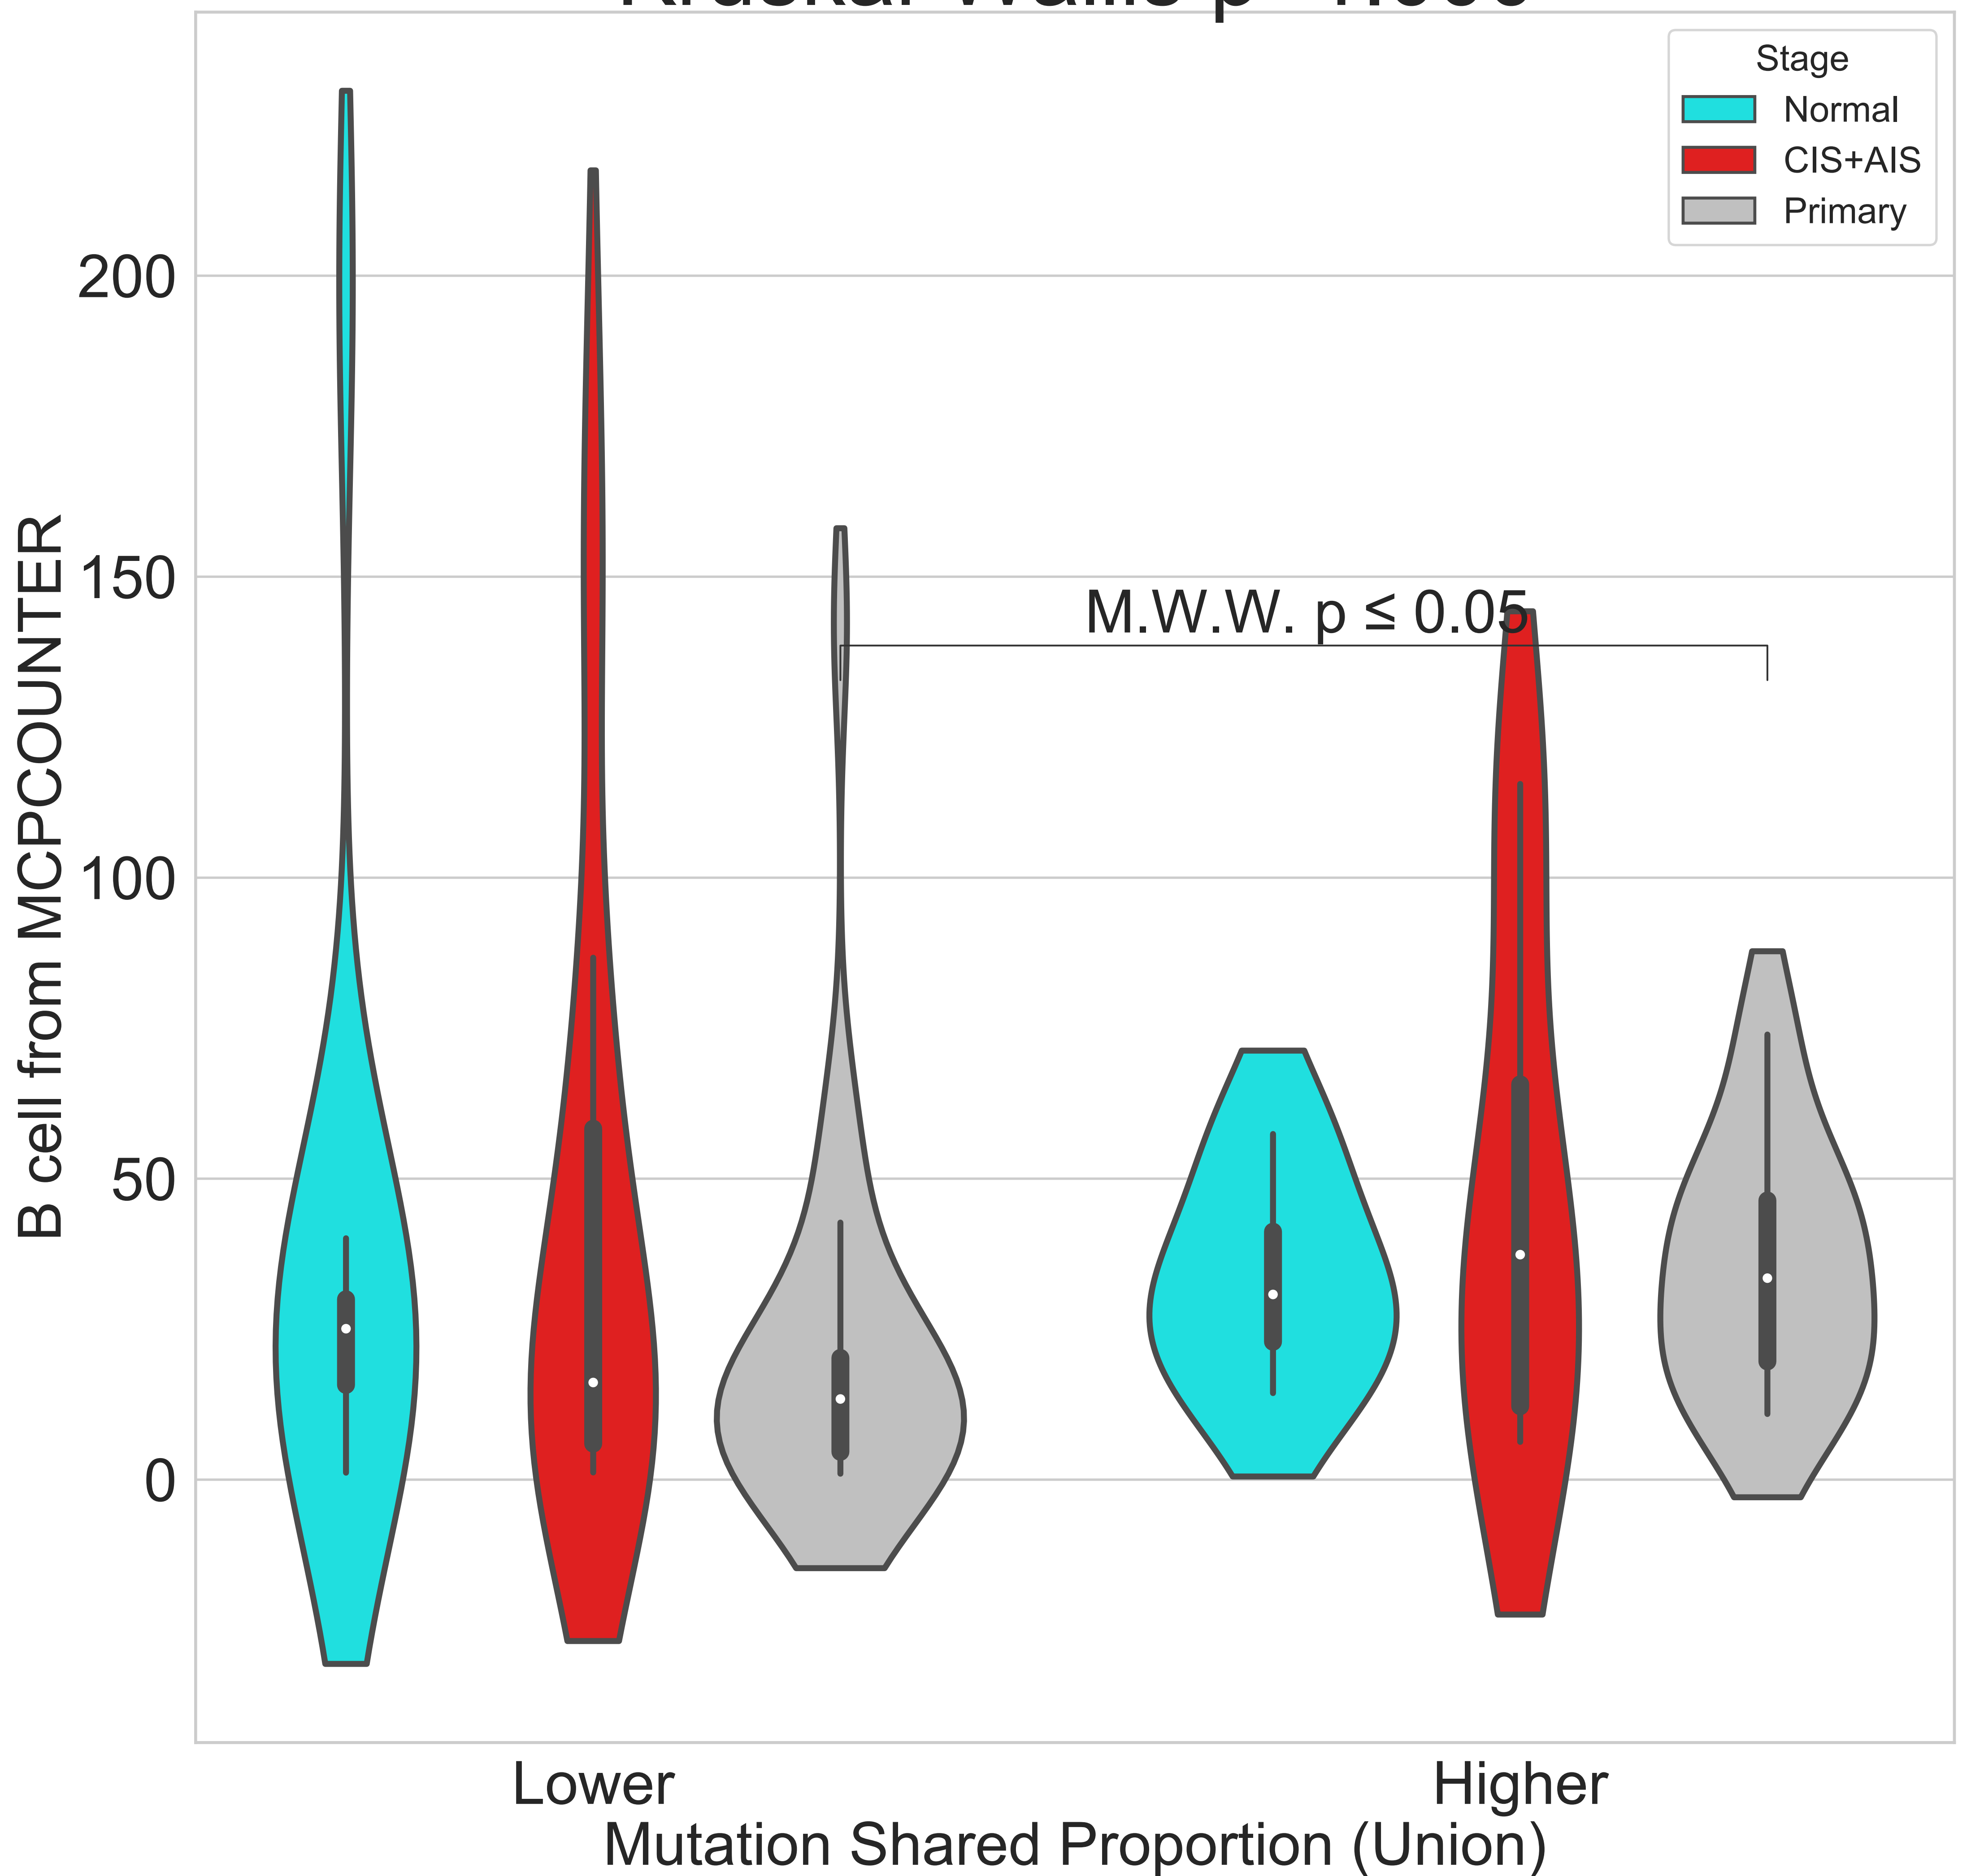 Stage
Normal
CIS+AIS
Primary
200
150
100
50
0
B cell from MCPCOUNTER
M.W.W. p ≤ 0.05
Lower
Higher
Mutation Shared Proportion (Union)